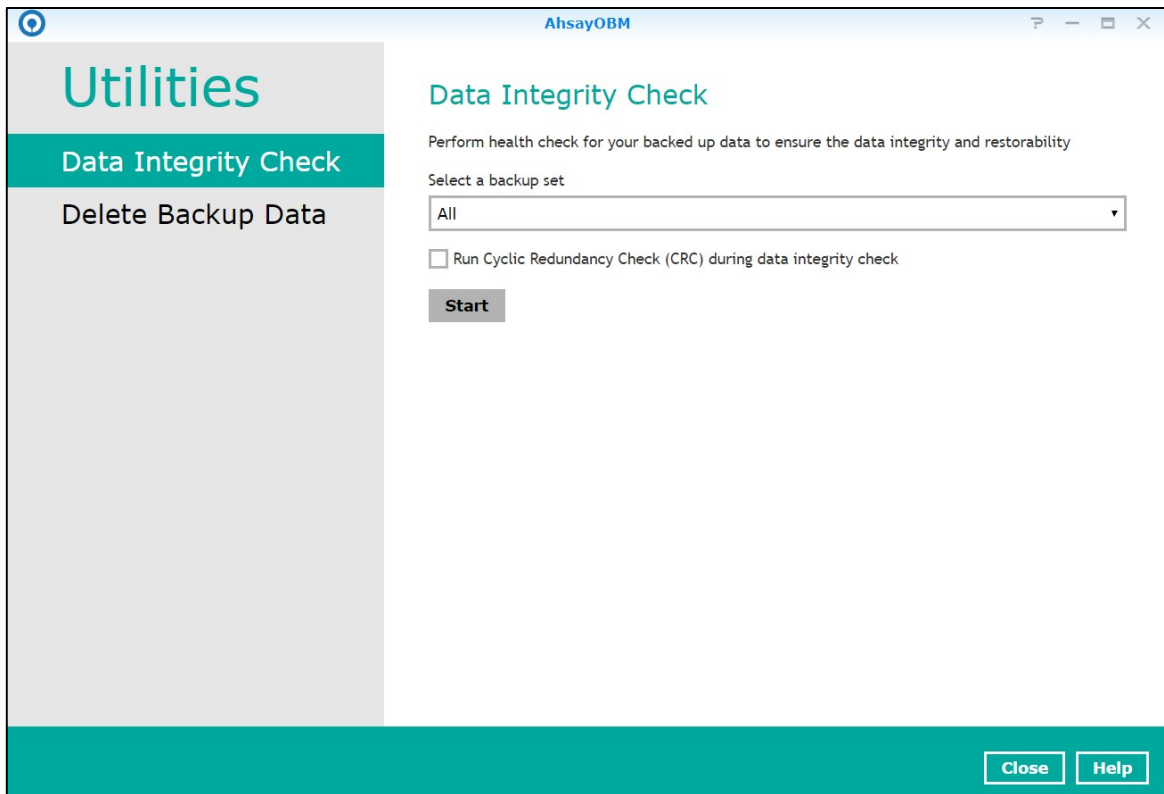 AhsayOBM
Utilities
Data Integrity Check
Delete Backup Data
Data Integrity Check
Perform health check for your backed up data to ensure the data integrity and restorability
Select a backup set
All
Run Cyclic Redundancy Check (CRC) during data integrity check
Start
Close
Help